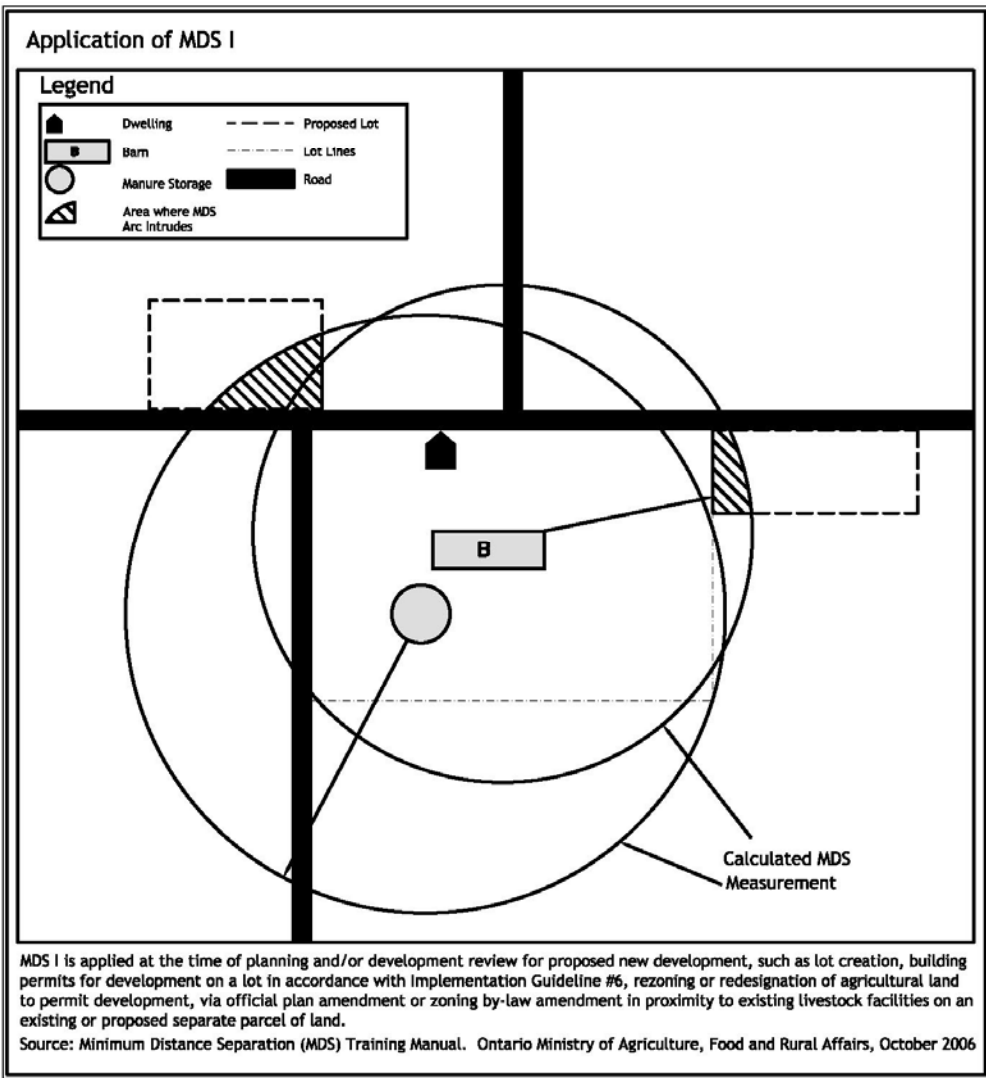 Application of MDS I
Legend
Dwelling
Proposed Lot
B
Barn
Lot Lines
Manure Storage
Road
Area where MDS
Arc Intrudes
B
Calculated MDS
Measurement
MDS I is applied at the time of planning and/or development review for proposed new development, such as lot creation, building
permits for development on a lot in accordance with Implementation Guideline #6, rezoning or redesignation of agricultural land
to permit development, via official plan amendment or zoning by-law amendment in proximity to existing livestock facilities on an
existing or proposed separate parcel of land.
Source: Minimum Distance Separation (MDS) Training Manual. Ontario Ministry of Agriculture, Food and Rural Affairs, October 2006